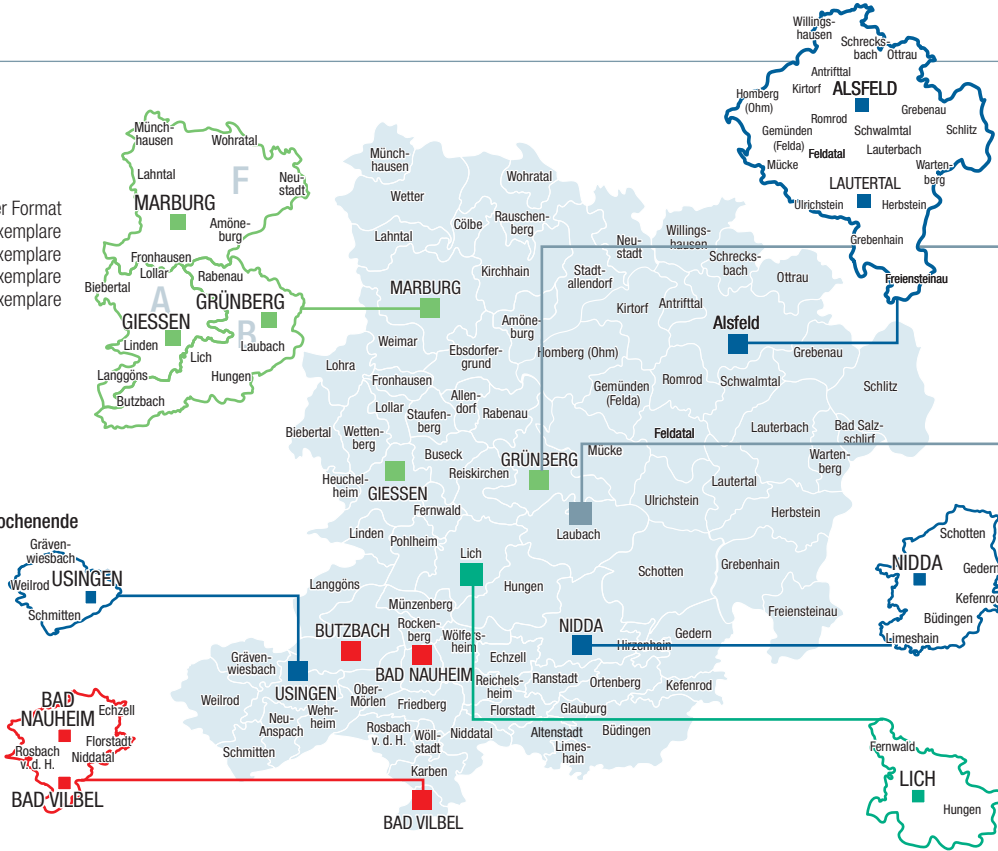 er Format
xemplare
xemplare
xemplare
xemplare
Münch-
hausen
Wohratal
Lahntal
F
Neu-
stadt
MARBURG
Amöne-
burg
Fronhausen
Lollar
Rabenau
Biebertal
A
GRÜNBERG
GIESSEN
B
Linden
Laubach
Lich
Langgöns
Hungen
Butzbach
Willings-
hausen
Schrecks-
bach
Ottrau
Antrifttal
Homberg
(Ohm)
Kirtorf
ALSFELD
Grebenau
Romrod
Gemünden
(Felda)
Schwalmtal
Schlitz
Feldatal
Lauterbach
Mücke
Warten-
berg
LAUTERTAL
Ulrichstein
Herbstein
Grebenhain
Freiensteinau
Münch-
hausen
Wohratal
Wetter
Rauschen-
berg
Cölbe
Lahntal
Neu-
stadt
Willings-
hausen
Schrecks-
bach
Kirchhain
Stadt-
allendorf
Ottrau
MARBURG
Kirtorf
Antrifttal
Amöne-
burg
Alsfeld
Weimar
Ebsdorfer-
grund
Homberg (Ohm)
Grebenau
Lohra
Fronhausen
Gemünden
(Felda)
Romrod
Schwalmtal
Schlitz
Allen-
dorf
Lollar
Staufen-
berg
Rabenau
Biebertal
Wetten-
berg
Feldatal
Lauterbach
Bad Salz-
schlirf
Buseck
GRÜNBERG
Mücke
Warten-
berg
Heuchel-
heim
GIESSEN
Reiskirchen
Lautertal
Ulrichstein
Fernwald
Herbstein
Linden
Pohlheim
Laubach
Lich
Langgöns
Hungen
Schotten
Grebenhain
Münzenberg
Freiensteinau
BUTZBACH
Rocken-
berg
Wölfers-
heim
NIDDA
Gedern
Hirzenhain
Gräven-
wiesbach
BAD NAUHEIM
Echzell
USINGEN
Ober-
Mörlen
Reichels-
heim
Ranstadt
Ortenberg
Kefenrod
Weilrod
Wehr-
heim
Friedberg
Florstadt
Glauburg
Neu-
Anspach
Rosbach
v. d. H.
Wöll-
stadt
Niddatal
Altenstadt
Büdingen
Schmitten
Limes-
hain
Karben
BAD VILBEL
ochenende
Gräven-
wiesbach
Weilrod
USINGEN
Schmitten
BAD
NAUHEIM
Echzell
Florstadt
Rosbach
v. d. H.
Niddatal
BAD VILBEL
Schotten
NIDDA
Gedern
Kefenrod
Büdingen
Limeshain
Fernwald
LICH
Hungen